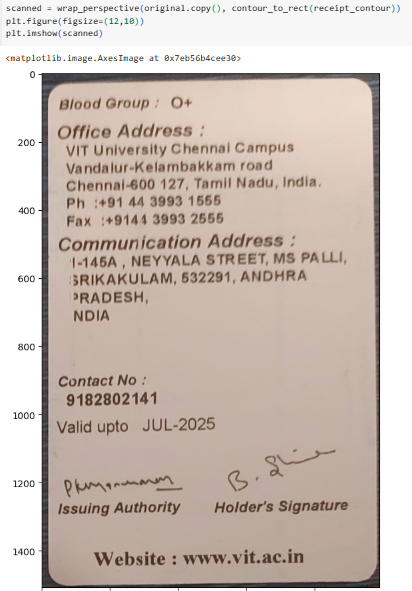 scanned = wrap_perspective(original.copy(), contour_to_rect(receipt_contour))
plt.figure(figsize=(12,10))
plt.imshow(scanned)
<matplotlib.image.AxesImage at 0x7eb56b4cee30>
0
200
400
600
800
1000
1200
1400
Blood Group : O+
Office Address :
VIT University Chennai Campus
Vandalur-Kelambakkam road
Chennai-600 127, Tamil Nadu, India.
Ph :+91 44 3993 1555
Fax :+9144 3993 2555
Communication Address :
I-145A , NEYYALA STREET, MS PALLI,
SRIKAKULAM, 532291, ANDHRA
PRADESH,
NDIA
Contact No :
9182802141
Valid upto JUL-2025
B.
Issuing Authority Holder's Signature
Website : www.vit.ac.in